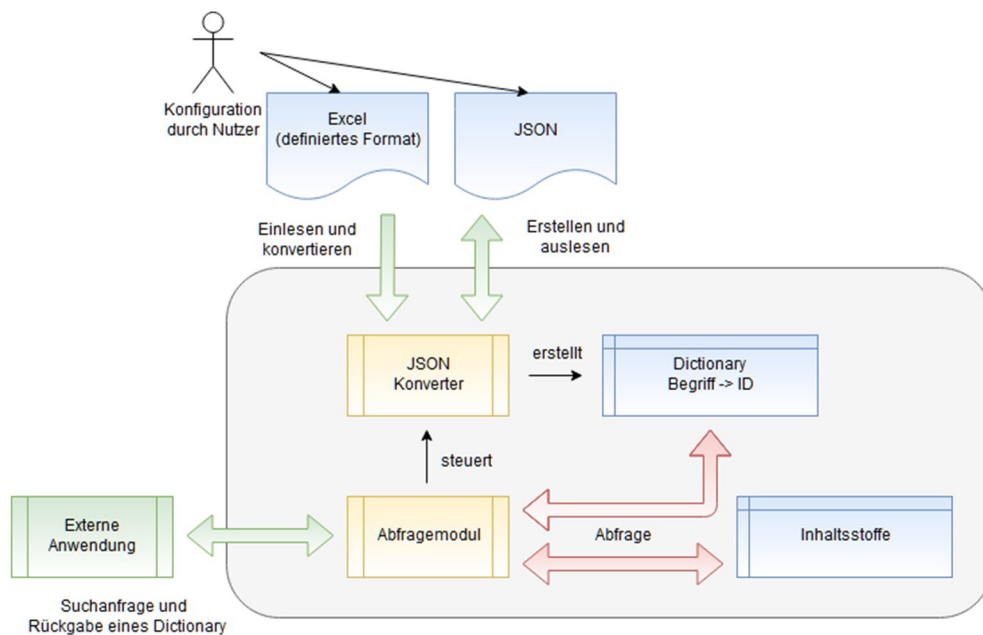 Konfiguration
durch Nutzer
Excel
(definiertes Format)
JSON
Einlesen und
konvertieren
Erstellen und
auslesen
JSON
Konverter
erstellt
Dictionary
Begriff -> ID
steuert
Externe
Anwendung
Abfragemodul
Abfrage
Inhaltsstoffe
Suchanfrage und
Rückgabe eines Dictionary